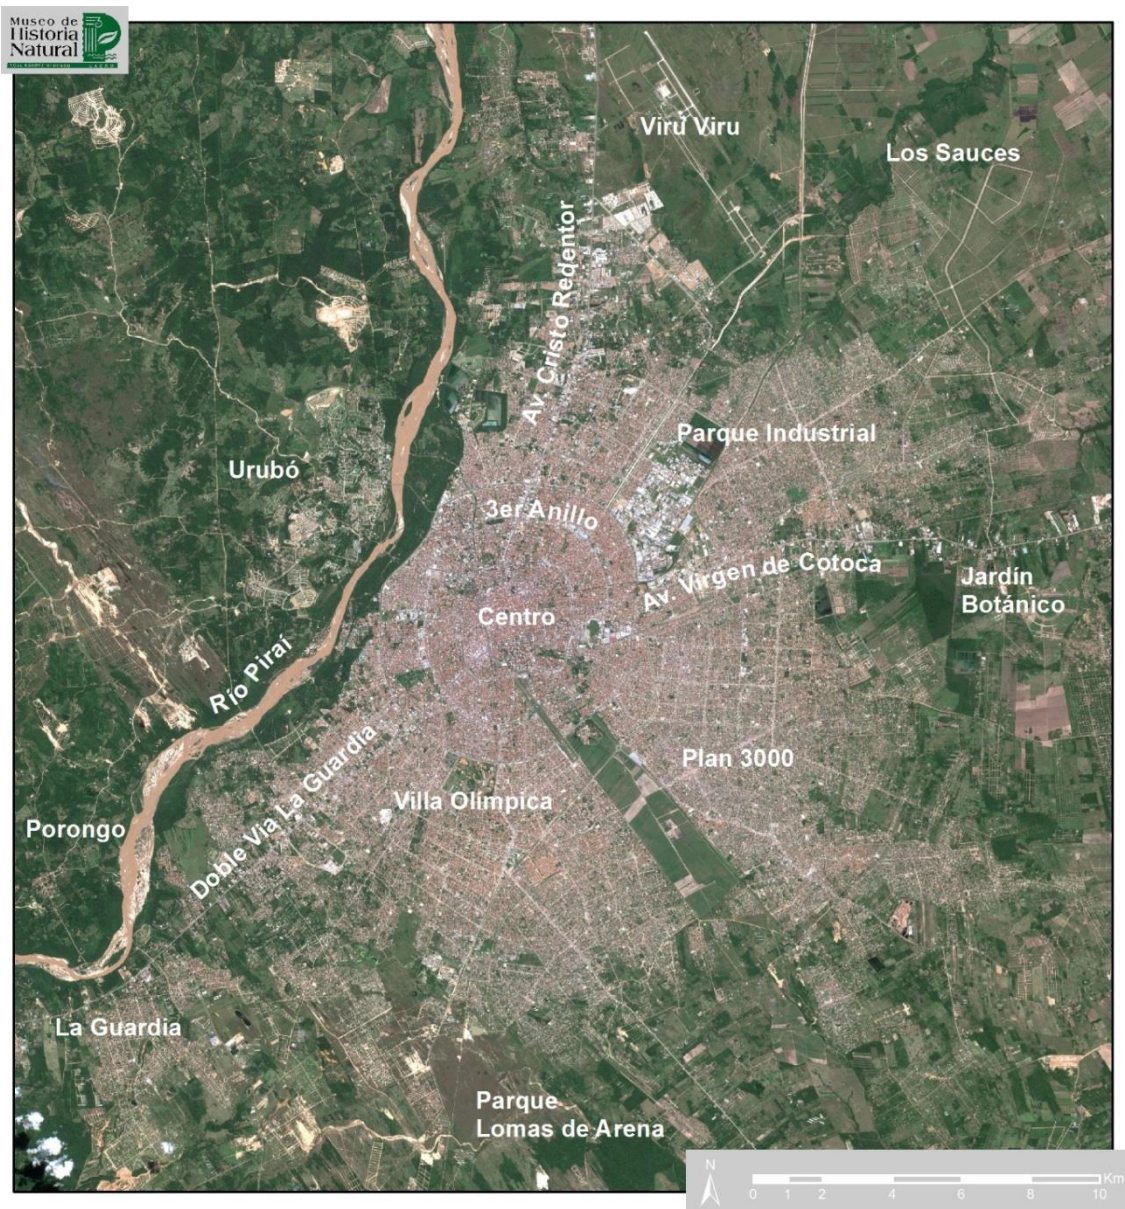 Museo de
Historia
Natural
Viru Viru
Los Sauces
Av. Cristo Redentor
Parque Industrial
Urubó
3er Anillo
Av. Virgen de Cotoca
Jardín
Botánico
Centro
Río Piraí
Plan 3000
Doble Via La Guardia
Villa Olímpica
Porongo
La Guardia
Parque
Lomas de Arena
N
Km
0 1 2 4 6 8 10